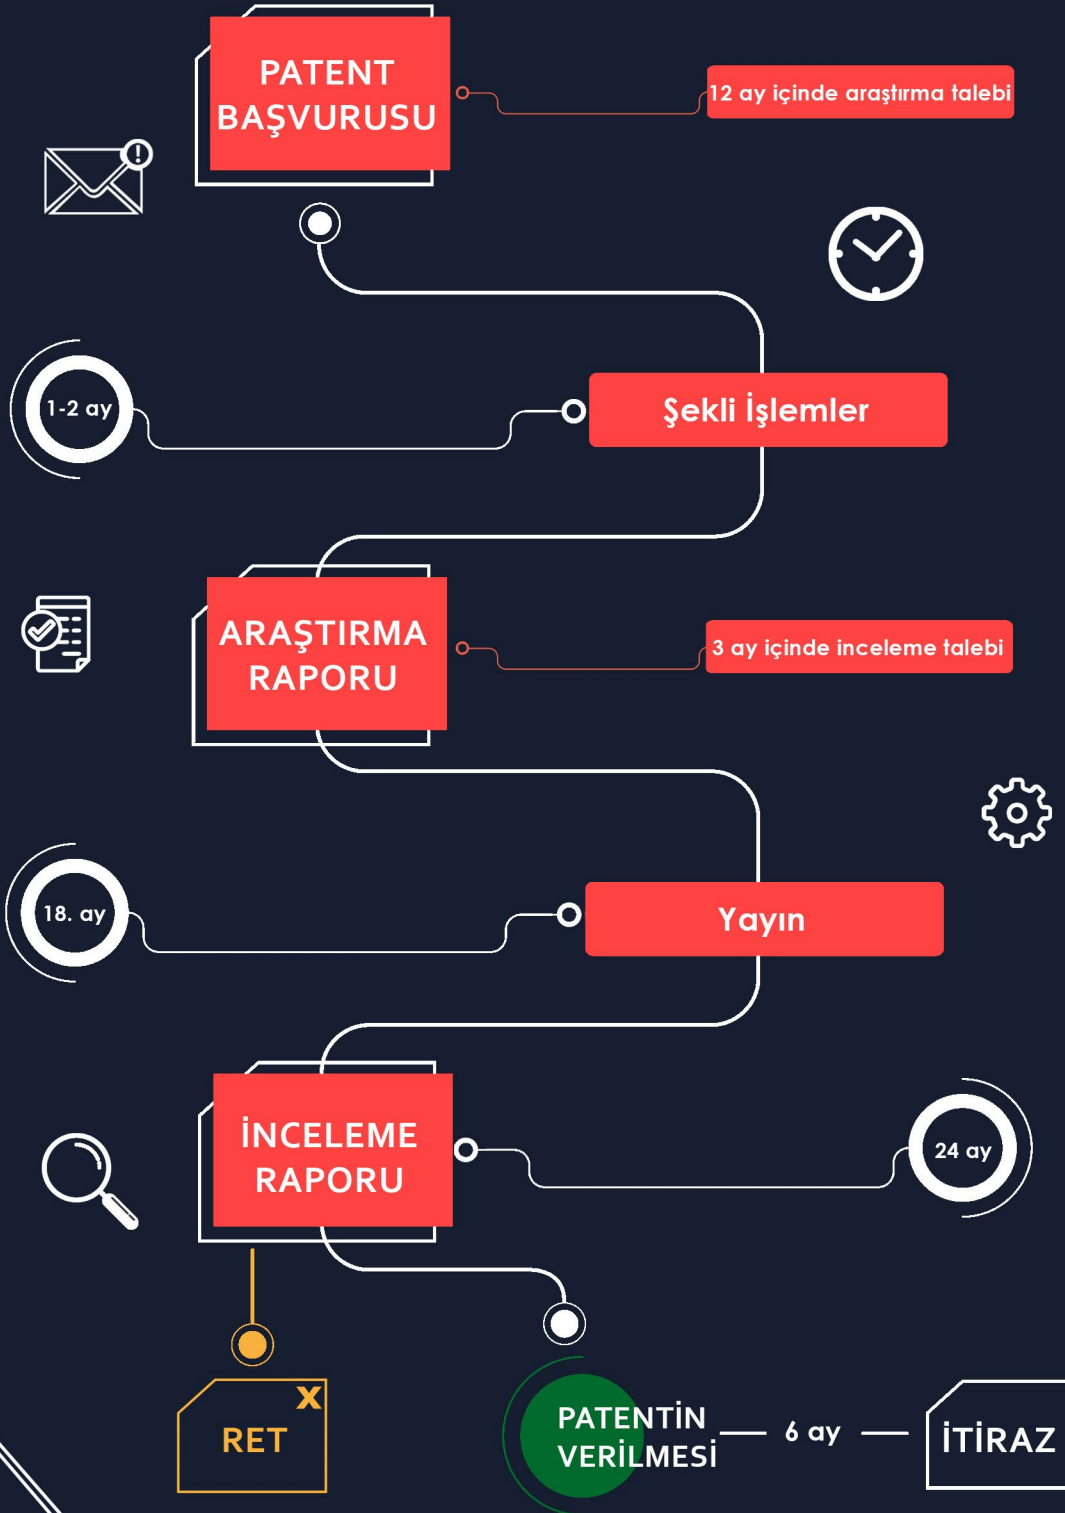 PATENT
BAŞVURUSU
12 ay içinde araştırma talebi
1-2 ay
Şekli İşlemler
ARAŞTIRMA
RAPORU
3 ay içinde inceleme talebi
18. ay
Yayın
İNCELEME
RAPORU
24 ay
X
RET
PATENTİN
VERİLMESİ
6 ay
İTİRAZ